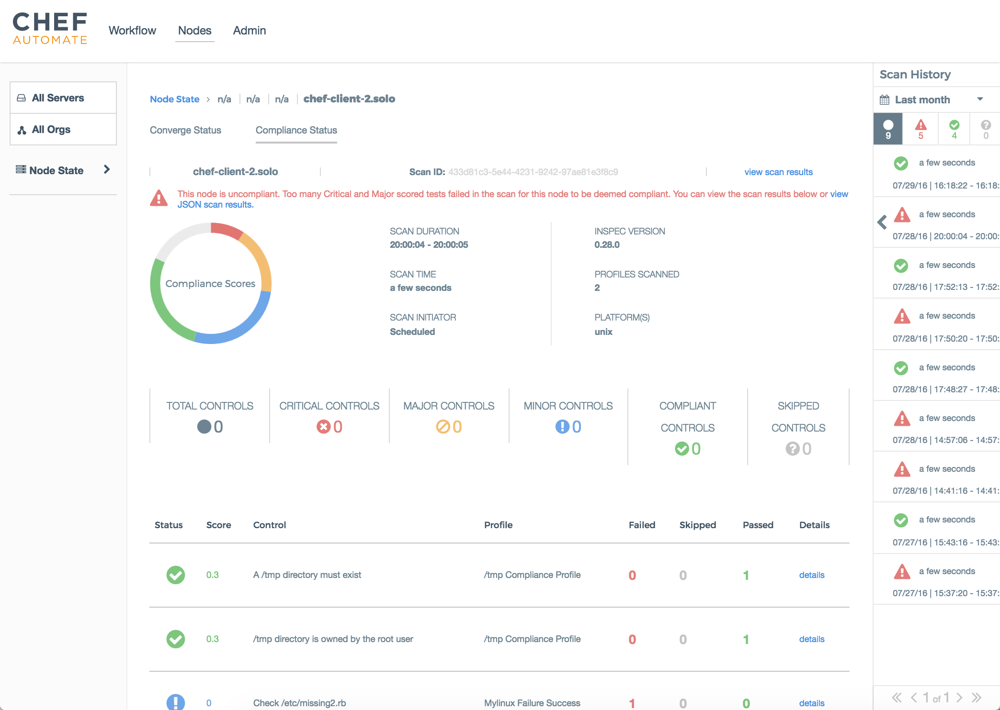 CHEF
AUTOMATE
Workflow
Nodes
Admin
All Servers
All Orgs
Node State
Node State > n/a | n/a | n/a | chef-client-2.solo
Converge Status
Compliance Status
chef-client-2.solo
Scan ID: 433d81c3-5e44-4231-9242-97ae81e3f8c9
view scan results
This node is uncompliant. Too many Critical and Major scored tests failed in the scan for this node to be deemed compliant. You can view the scan results below or view
JSON scan results.
Compliance Scores
SCAN DURATION
20:00:04 - 20:00:05
SCAN TIME
a few seconds
SCAN INITIATOR
Scheduled
INSPEC VERSION
0.28.0
PROFILES SCANNED
2
PLATFORM(S)
unix
TOTAL CONTROLS
0
CRITICAL CONTROLS
0
MAJOR CONTROLS
0
MINOR CONTROLS
0
COMPLIANT
CONTROLS
0
SKIPPED
CONTROLS
0
Status Score Control Profile Failed Skipped Passed Details
0.3 A /tmp directory must exist /tmp Compliance Profile 0 0 1 details
0.3 /tmp directory is owned by the root user /tmp Compliance Profile 0 0 1 details
0 Check /etc/missing2.rb Mylinux Failure Success 1 0 0 details
Scan History
Last month
9 5 4 0
a few seconds
07/29/16 | 16:18:22 - 16:18:
a few seconds
07/28/16 | 20:00:04 - 20:00:
a few seconds
07/28/16 | 17:52:13 - 17:52:
a few seconds
07/28/16 | 17:50:20 - 17:50:
a few seconds
07/28/16 | 17:48:27 - 17:48:
a few seconds
07/28/16 | 14:57:06 - 14:57:
a few seconds
07/28/16 | 14:41:16 - 14:41:
a few seconds
07/27/16 | 15:43:16 - 15:43:
a few seconds
07/27/16 | 15:37:20 - 15:37:
1 of 1